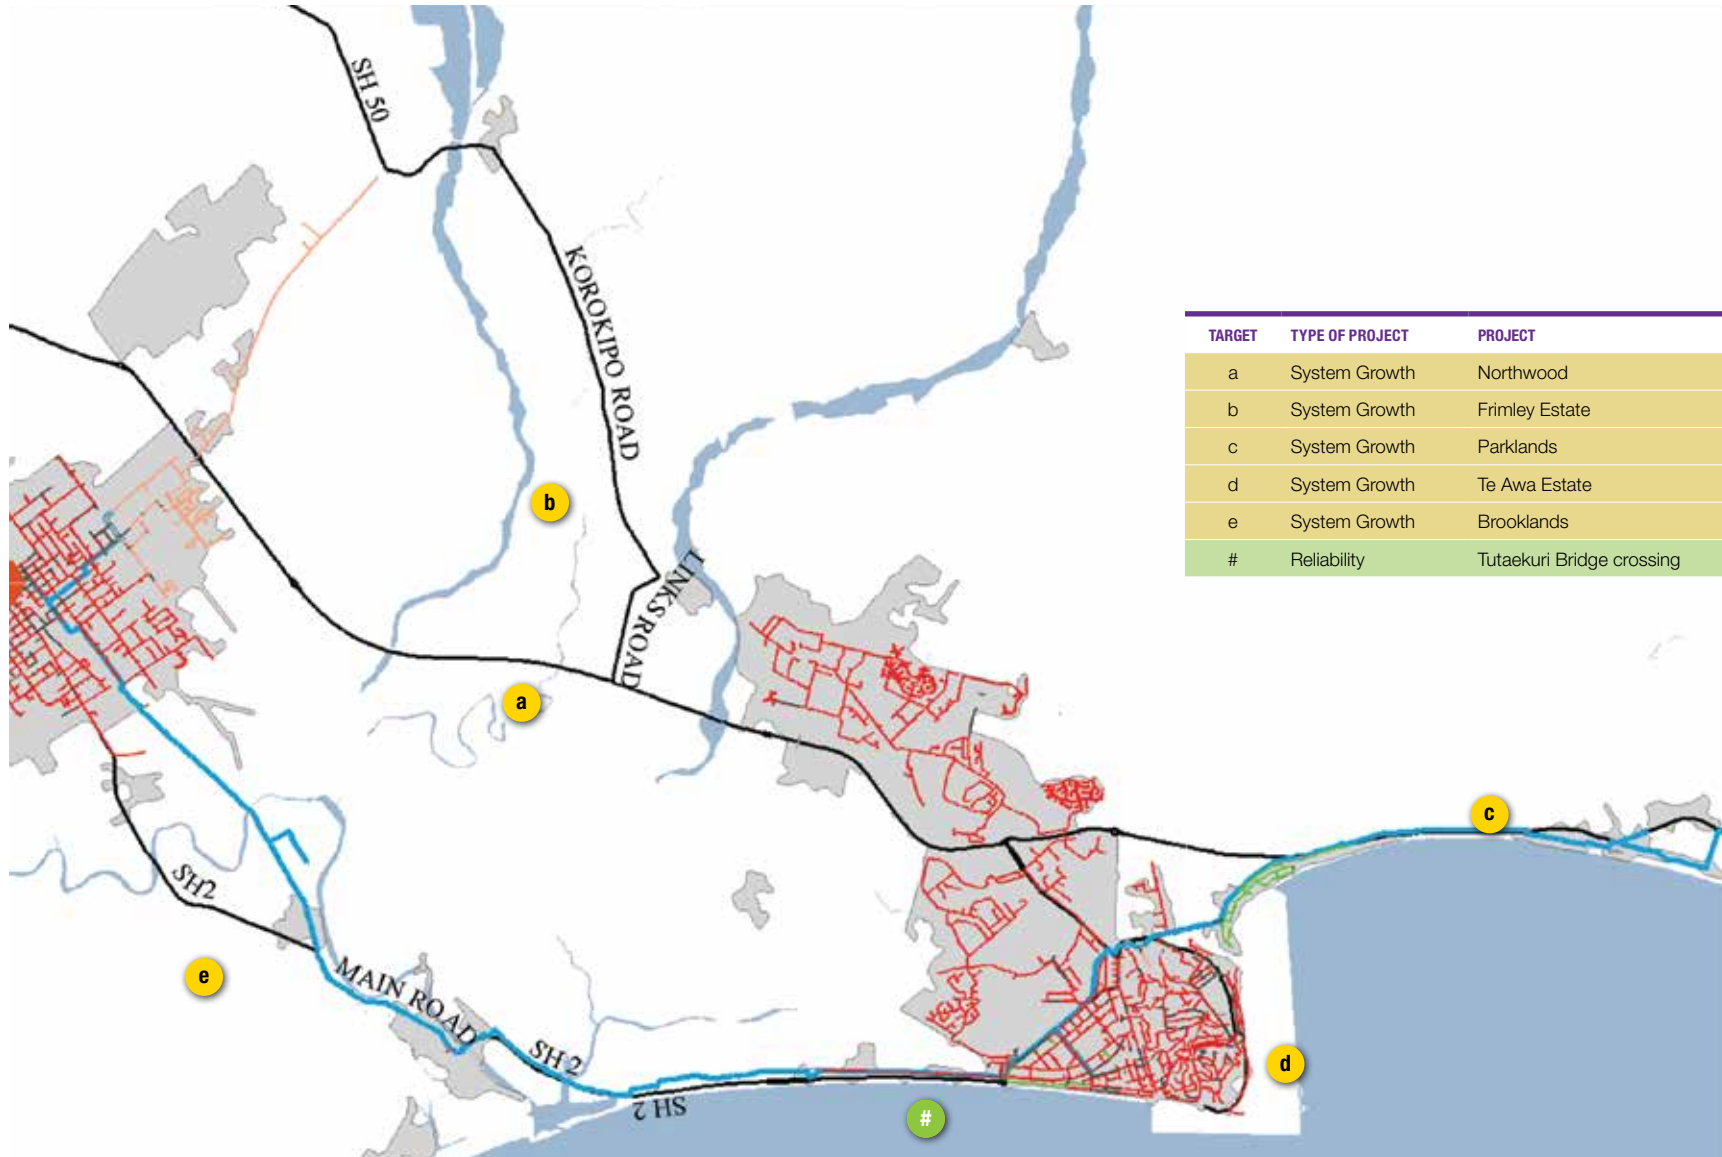 SH 50
KOROKIPO ROAD
TARGET TYPE OF PROJECT PROJECT
a System Growth Northwood
b System Growth Frimley Estate
c System Growth Parklands
d System Growth Te Awa Estate
e System Growth Brooklands
# Reliability Tutaekuri Bridge crossing
b
LINKS ROAD
a
c
SH2
e
MAIN ROAD
SH 2
d
SH 2
#